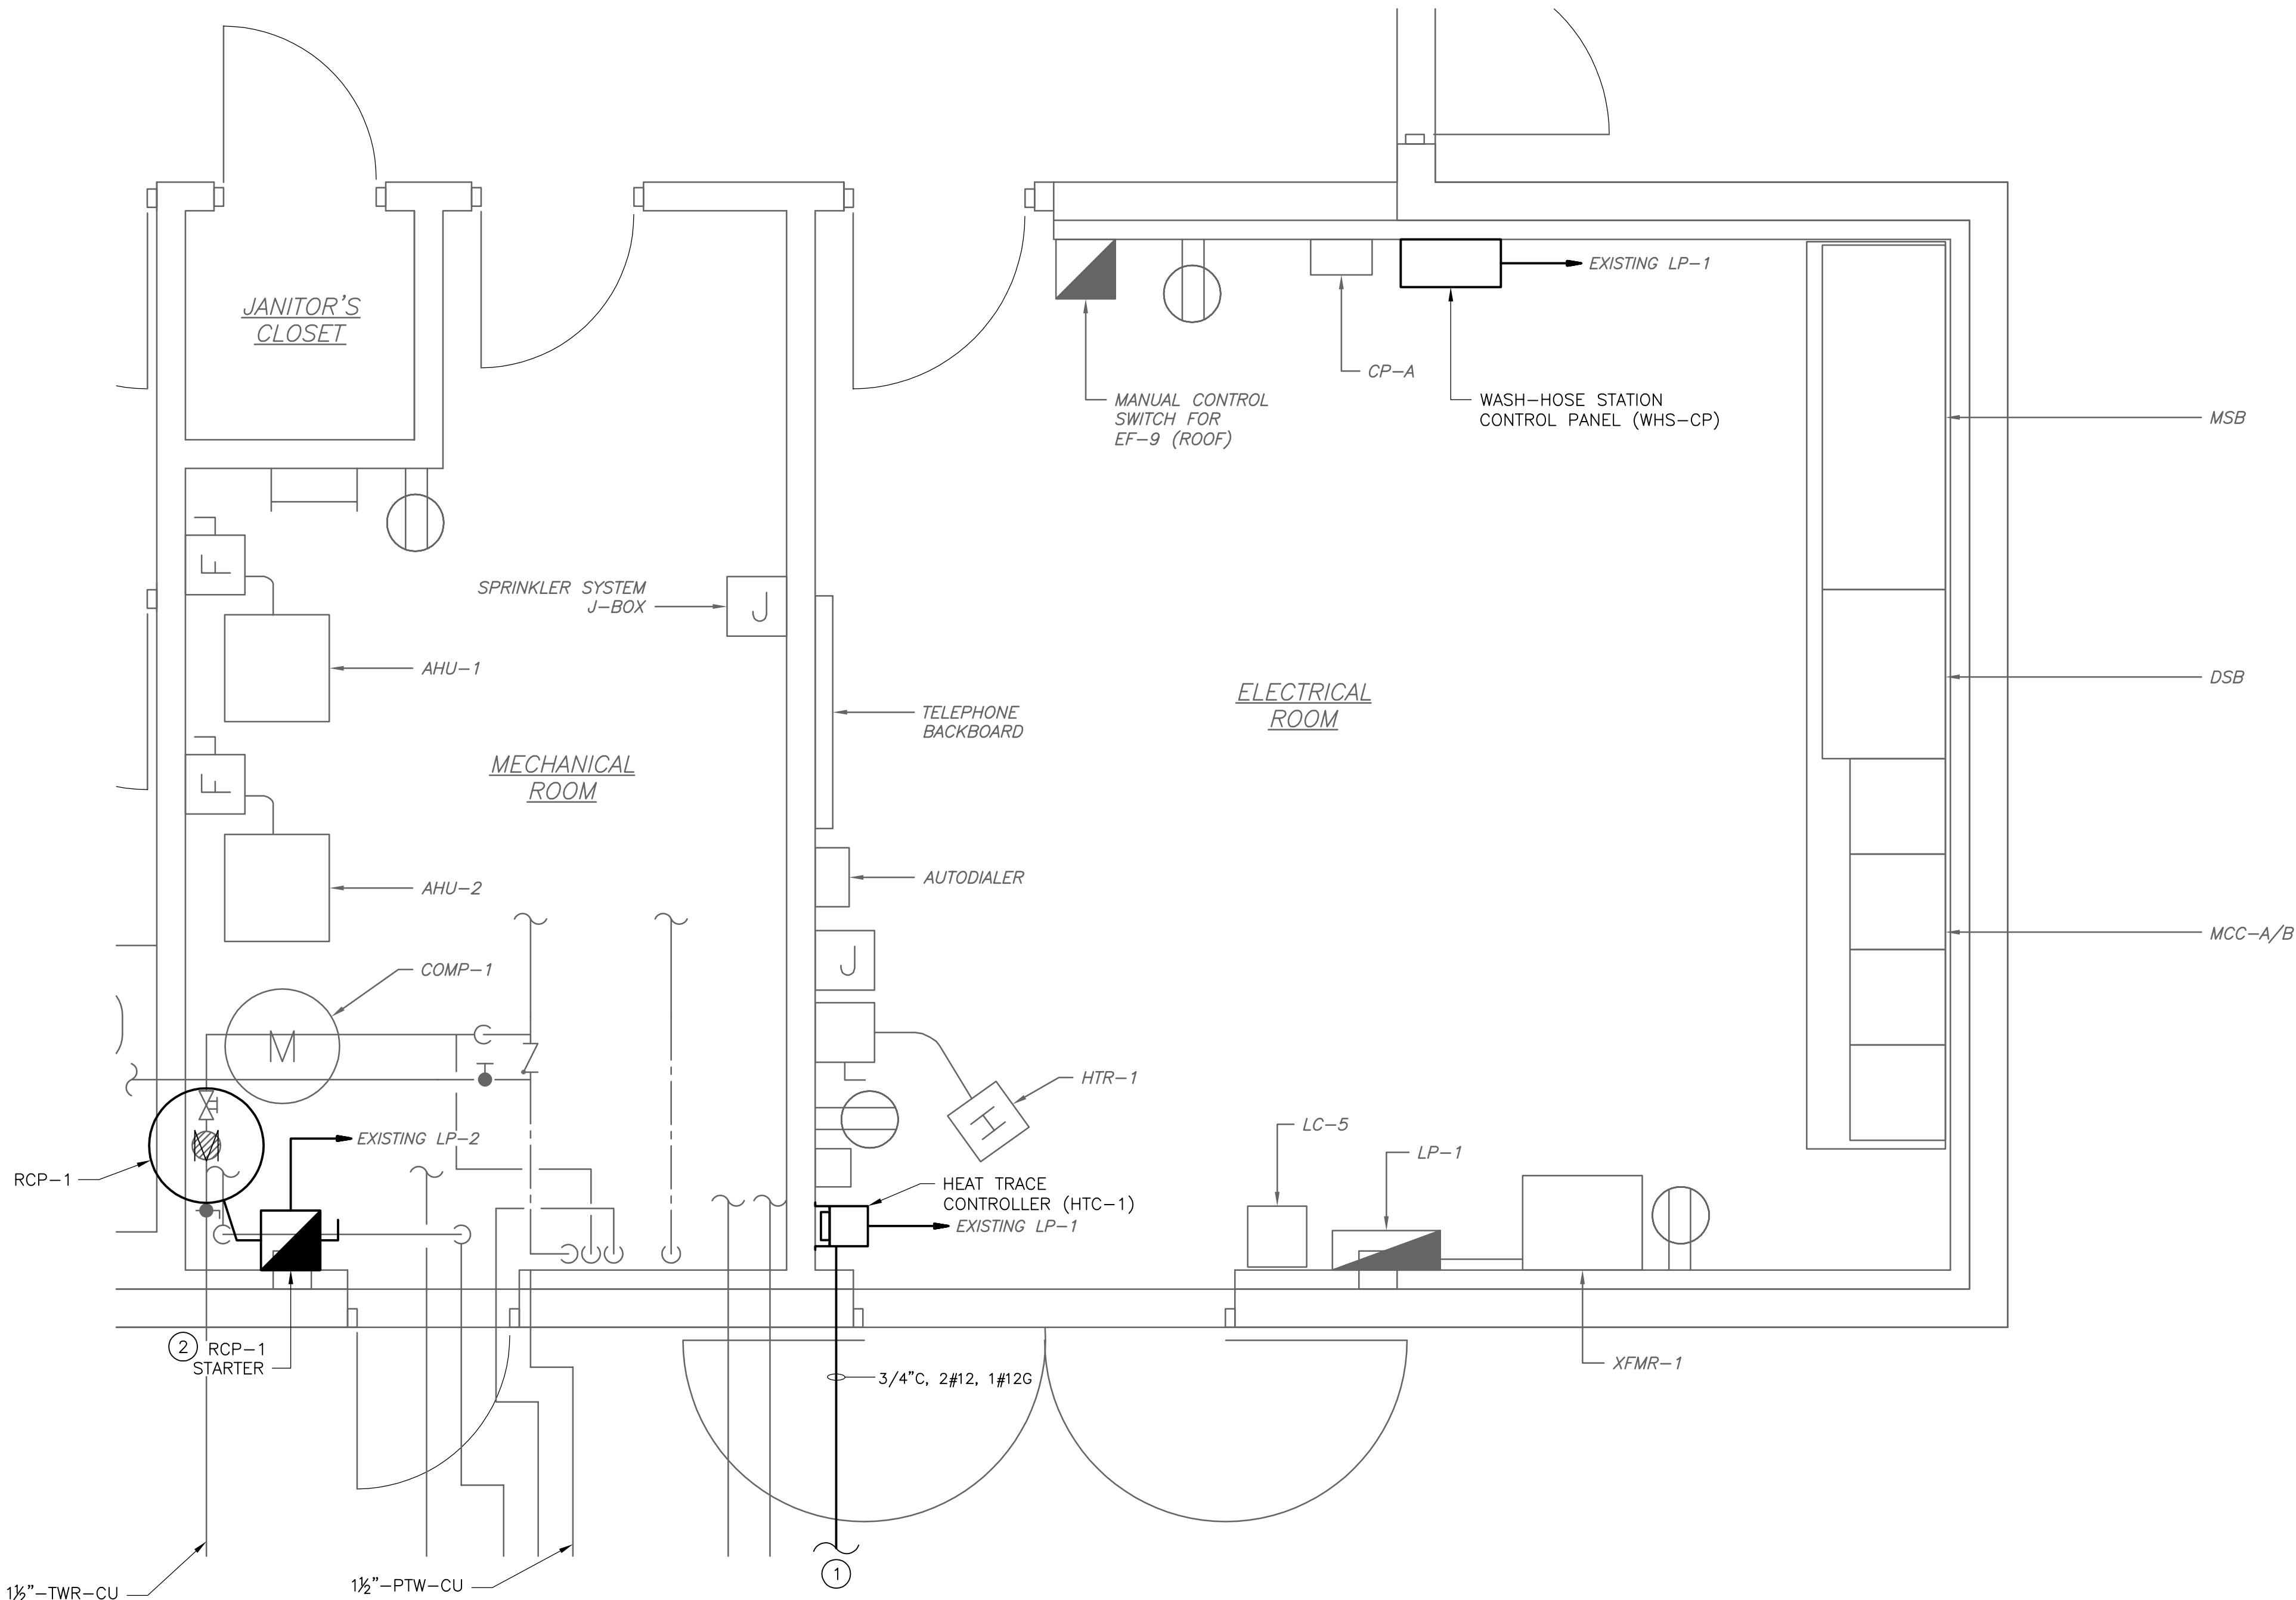 EXISTING LP-1
JANITOR'S
CLOSET
CP-A
MANUAL CONTROL
SWITCH FOR
EF-9 (ROOF)
WASH-HOSE STATION
CONTROL PANEL (WHS-CP)
MSB
F
SPRINKLER SYSTEM
J-BOX
J
AHU-1
DSB
ELECTRICAL
ROOM
TELEPHONE
BACKBOARD
MECHANICAL
ROOM
F
AUTODIALER
AHU-2
MCC-A/B
J
COMP-1
M
HTR-1
H
LC-5
EXISTING LP-2
M
LP-1
RCP-1
HEAT TRACE
CONTROLLER (HTC-1)
EXISTING LP-1
2
RCP-1
STARTER
XFMR-1
3/4"C, 2#12, 1#12G
1
1½"-TWR-CU
1½"-PTW-CU